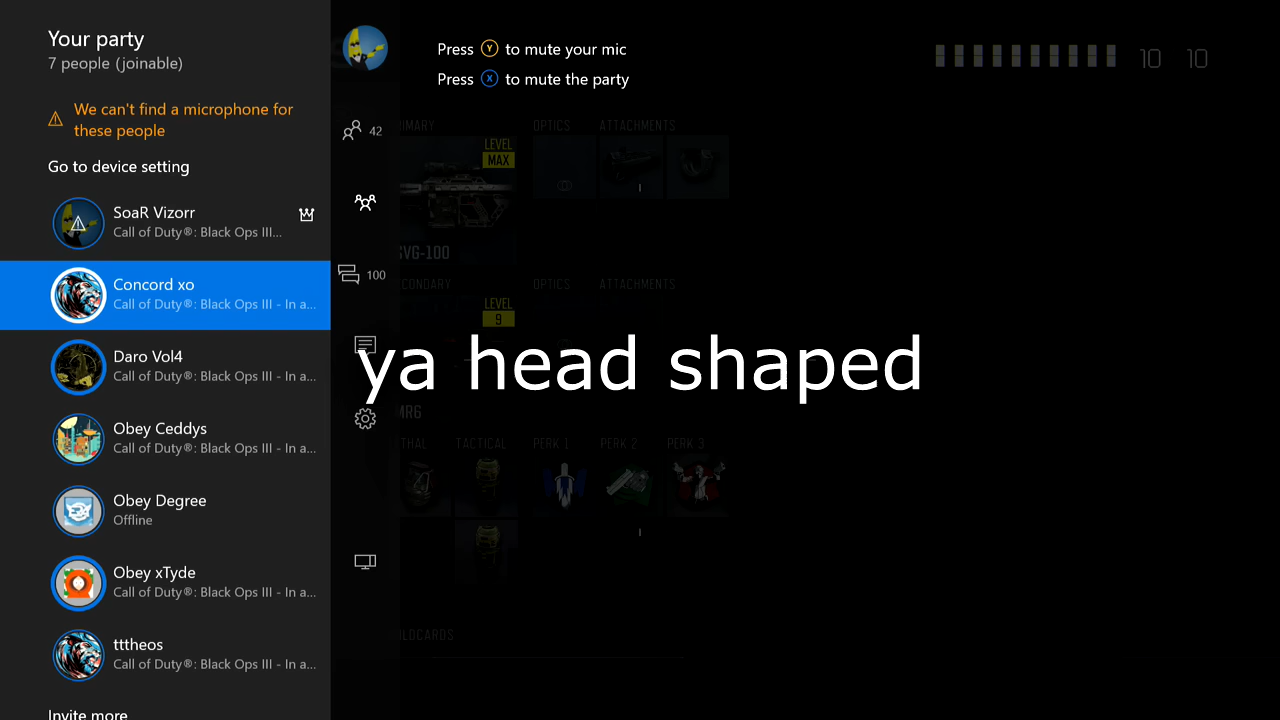 Your party
7 people (joinable)
We can't find a microphone for
these people
Go to device setting
SoaR Vizorr
Call of Duty®: Black Ops III...
Concord xo
Call of Duty®: Black Ops III - In a...
Daro Vol4
Call of Duty®: Black Ops III - In a...
Obey Ceddys
Call of Duty®: Black Ops III - In a...
Obey Degree
Offline
Obey xTyde
Call of Duty®: Black Ops III - In a...
tttheos
Call of Duty®: Black Ops III - In a...
Invite more
42
100
Press Y to mute your mic
Press X to mute the party
10 10
IMARY OPTICS ATTACHMENTS
LEVEL
MAX
SVG-100
CONDARY OPTICS ATTACHMENTS
LEVEL
9
ya head shaped
MR6
THAL TACTICAL PERK 1 PERK 2 PERK 3
ILDCARDS